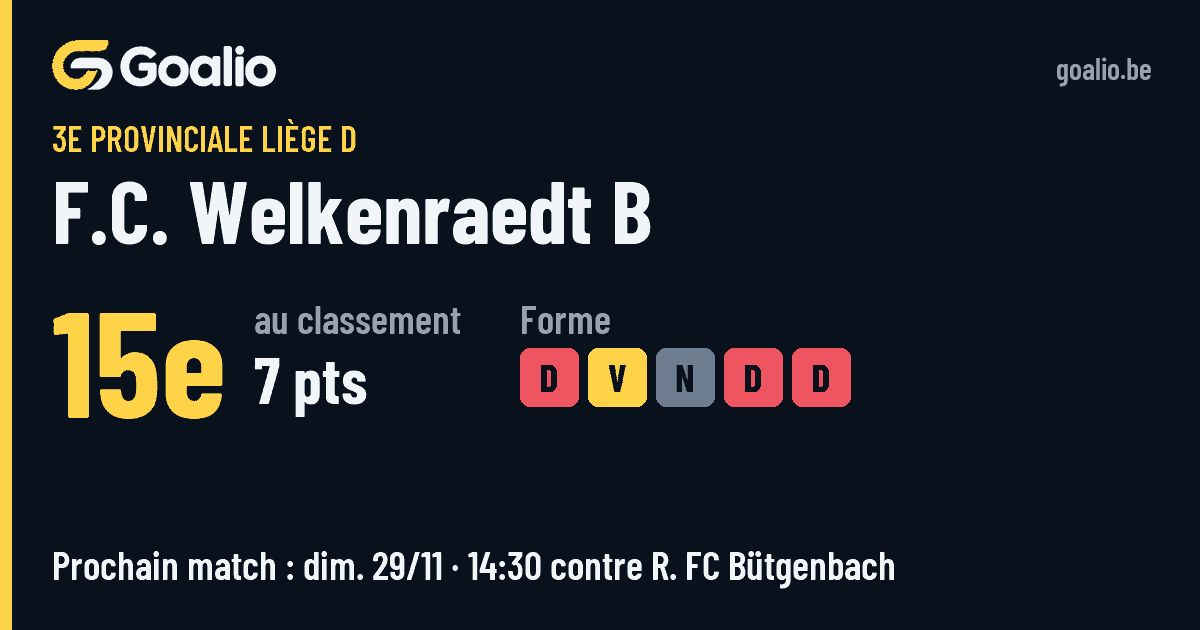 Goalio
goalio.be
3E PROVINCIALE LIÈGE D
F.C. Welkenraedt B
15e
au classement
7 pts
Forme
D V N D D
Prochain match : dim. 29/11 · 14:30 contre R. FC Bütgenbach